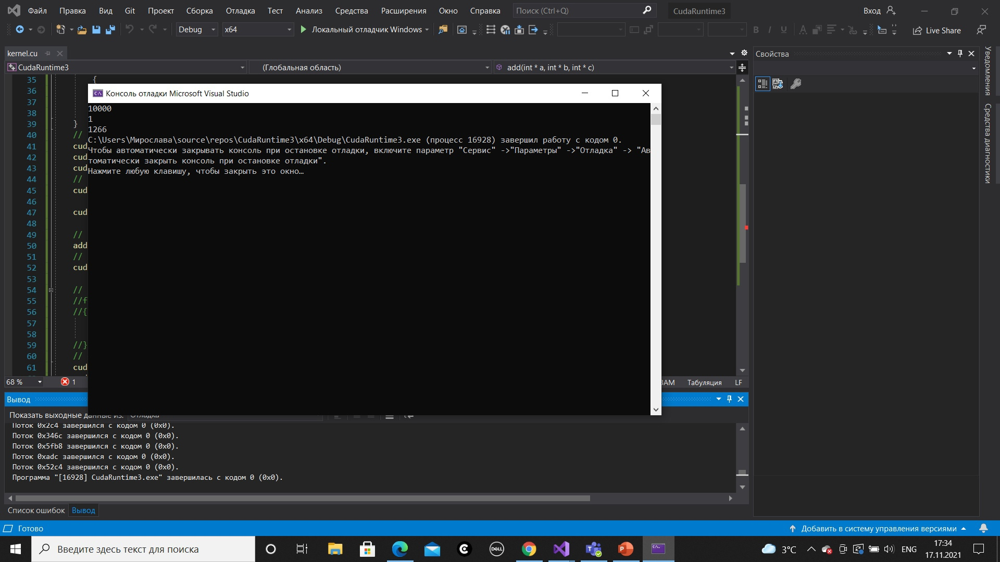 Файл Правка Вид Git Проект Сборка Отладка Тест Анализ Средства Расширения Окно Справка Поиск (Ctrl+Q) CudaRuntime3 Вход
Debug x64 Локальный отладчик Windows Live Share
kernel.cu
CudaRuntime3 (Глобальная область) add(int * a, int * b, int * c)
Свойства
Уведомления
Средства диагностики
35 {
36
37
38
39 }
40 //
41 cud
42 cud
43 cud
44 //
45 cud
46
47 cud
48
49 //
50 add
51 //
52 cud
53
54 //
55 //f
56 //{
57
58
59 //}
60 //
61 cud
Консоль отладки Microsoft Visual Studio
10000
1
1266
C:\Users\Мирослава\source\repos\CudaRuntime3\x64\Debug\CudaRuntime3.exe (процесс 16928) завершил работу с кодом 0.
Чтобы автоматически закрывать консоль при остановке отладки, включите параметр "Сервис" ->"Параметры" ->"Отладка" -> "Ав
томатически закрыть консоль при остановке отладки".
Нажмите любую клавишу, чтобы закрыть это окно…
68 % 1 Табуляция LF
Вывод
Показать выходные данные из: Отладка
Поток 0x2c4 завершился с кодом 0 (0x0).
Поток 0x346c завершился с кодом 0 (0x0).
Поток 0x5fb8 завершился с кодом 0 (0x0).
Поток 0xadc завершился с кодом 0 (0x0).
Поток 0x52c4 завершился с кодом 0 (0x0).
Программа "[16928] CudaRuntime3.exe" завершилась с кодом 0 (0x0).
Список ошибок Вывод
Готово Добавить в систему управления версиями
Введите здесь текст для поиска DELL 3°C ENG 17:34
17.11.2021